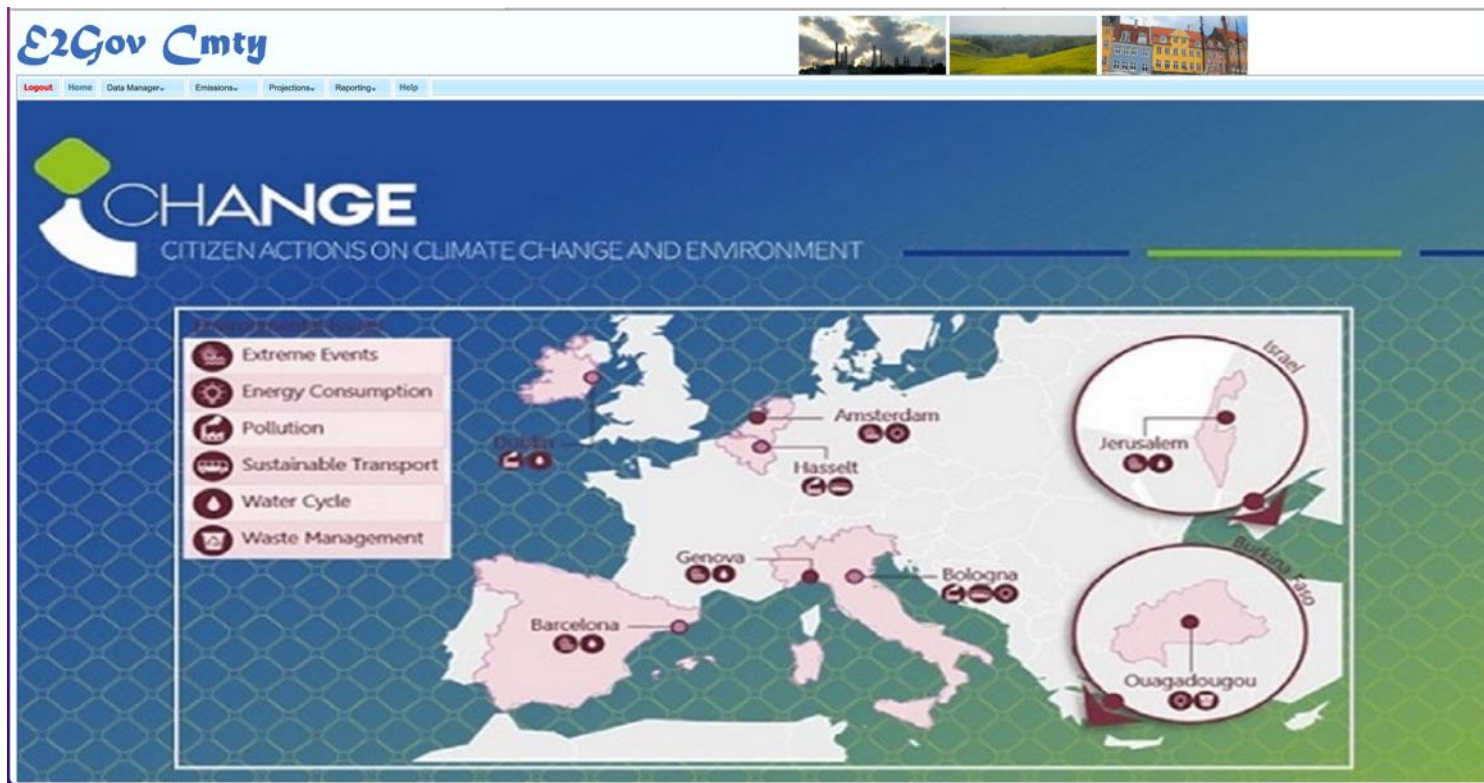 E2Gov Cmty
Logout Home Data Manager Emissions Projections Reporting Help
CHANGE
CITIZEN ACTIONS ON CLIMATE CHANGE AND ENVIRONMENT
Extreme Events
Energy Consumption
Pollution
Sustainable Transport
Water Cycle
Waste Management
Dublin
Amsterdam
Hasselt
Genova
Bologna
Barcelona
Israel
Jerusalem
Burkina Faso
Ouagadougou